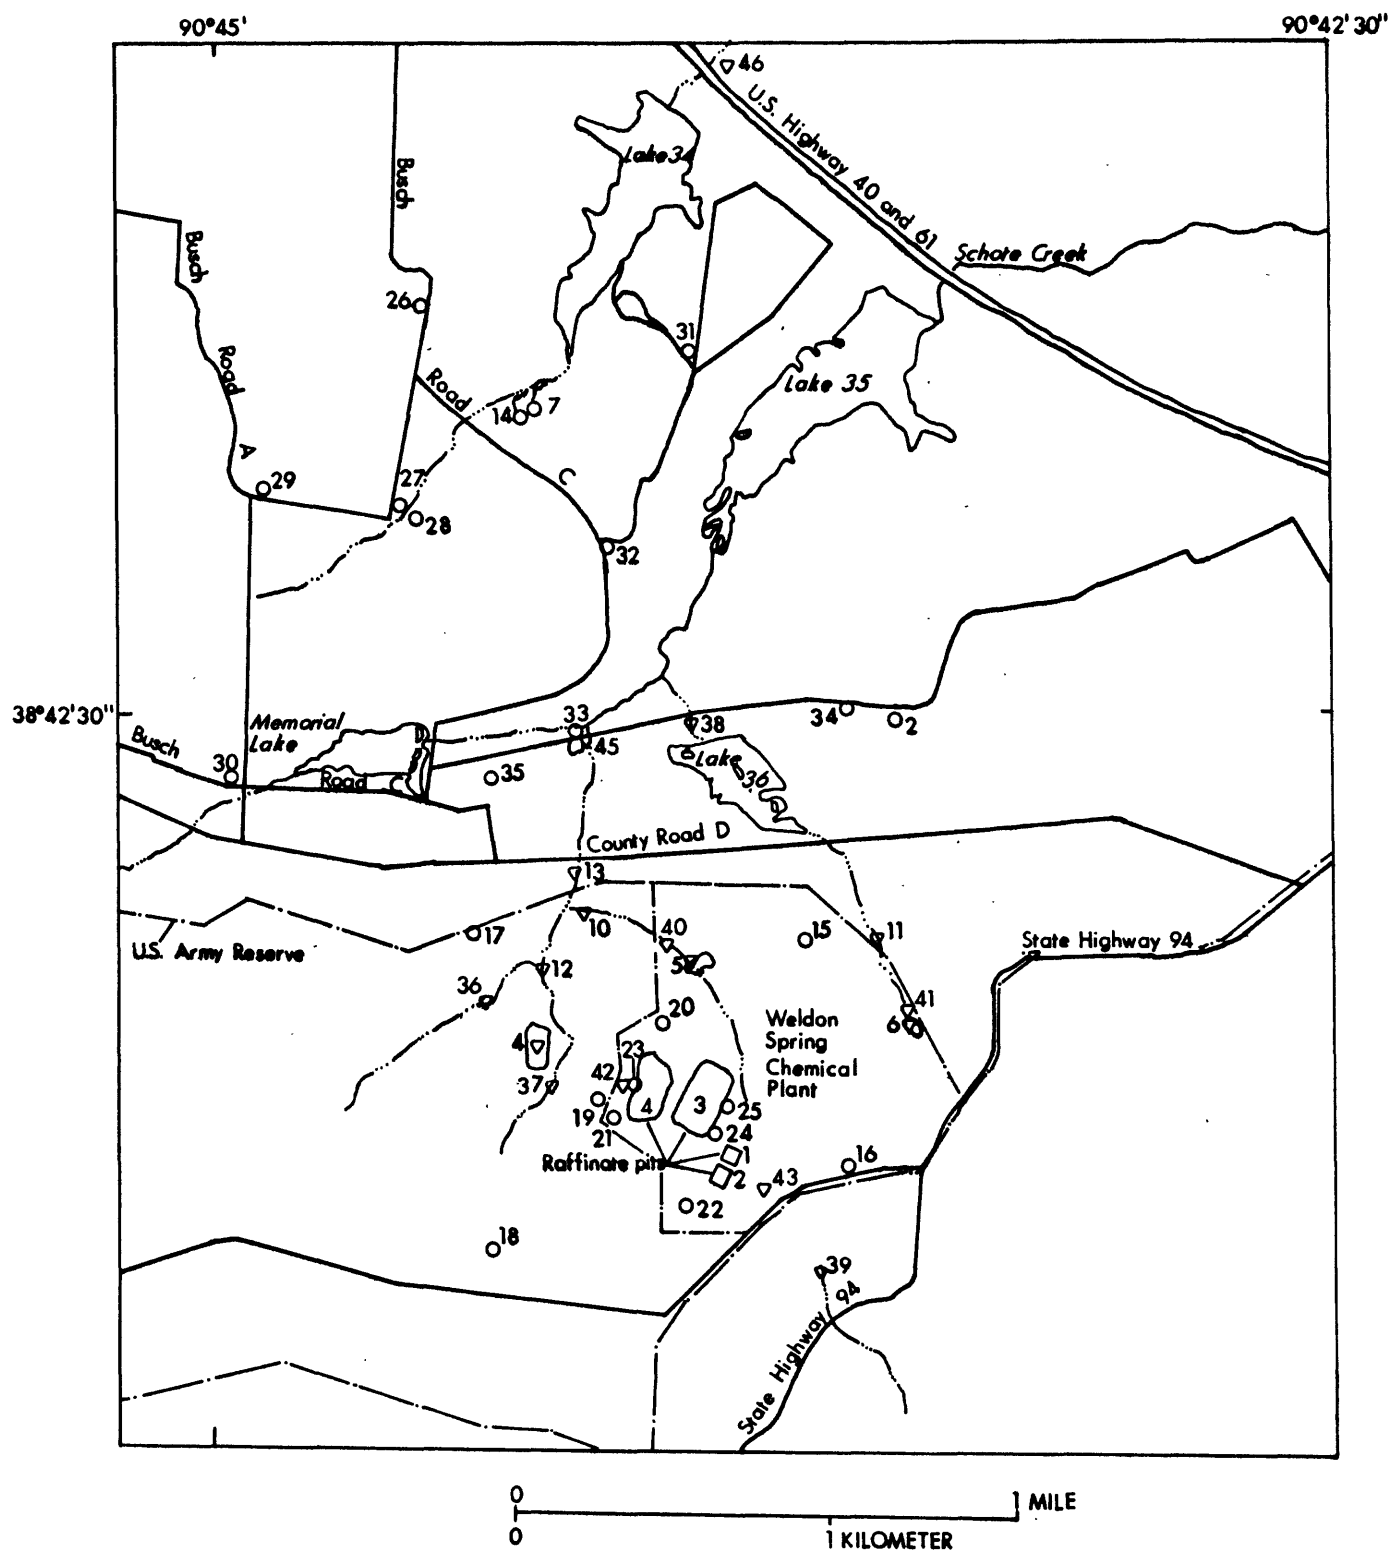 90°45'
90°42'30"
46
U.S. Highway 40 and 61
Lake 34
Busch
Busch
Schote Creek
26
31
Road
Road
Lake 35
14
7
A
C
29
27
28
32
38°42'30"
Memorial
Lake
33
38
34
2
Busch
45
Lake
36
30
Road
35
County Road D
13
10
40
15
11
17
U.S. Army Reserve
State Highway 94
12
5
36
41
6
20
Weldon
Spring
Chemical
Plant
4
23
37
42
4
3
25
19
21
24
Raffinate pits
1
2
16
43
22
18
39
State Highway 94
0
1 MILE
0
1 KILOMETER